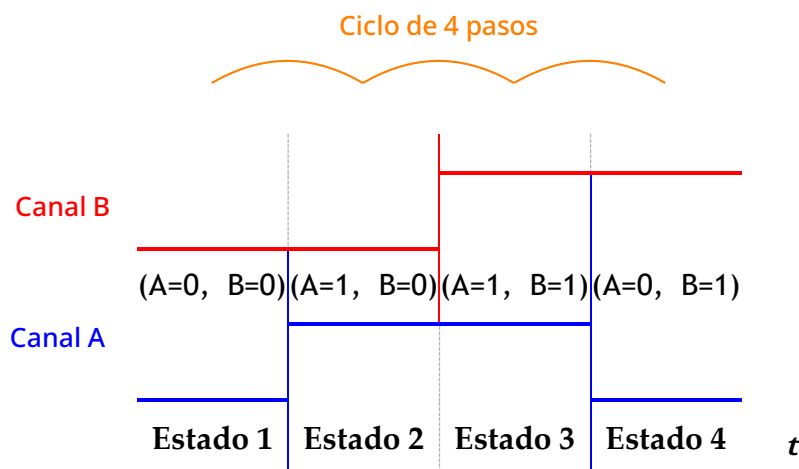 Ciclo de 4 pasos
Canal B
(A=0, B=0) (A=1, B=0) (A=1, B=1) (A=0, B=1)
Canal A
Estado 1 Estado 2 Estado 3 Estado 4 t